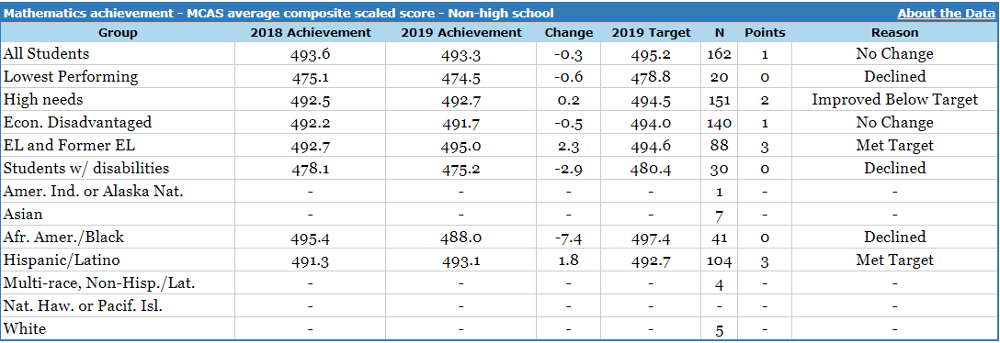 Mathematics achievement - MCAS average composite scaled score - Non-high school About the Data
Group 2018 Achievement 2019 Achievement Change 2019 Target N Points Reason
All Students 493.6 493.3 -0.3 495.2 162 1 No Change
Lowest Performing 475.1 474.5 -0.6 478.8 20 0 Declined
High needs 492.5 492.7 0.2 494.5 151 2 Improved Below Target
Econ. Disadvantaged 492.2 491.7 -0.5 494.0 140 1 No Change
EL and Former EL 492.7 495.0 2.3 494.6 88 3 Met Target
Students w/ disabilities 478.1 475.2 -2.9 480.4 30 0 Declined
Amer. Ind. or Alaska Nat. - - - - 1 - -
Asian - - - - 7 - -
Afr. Amer./Black 495.4 488.0 -7.4 497.4 41 0 Declined
Hispanic/Latino 491.3 493.1 1.8 492.7 104 3 Met Target
Multi-race, Non-Hisp./Lat. - - - - 4 - -
Nat. Haw. or Pacif. Isl. - - - - - - -
White - - - - 5 - -